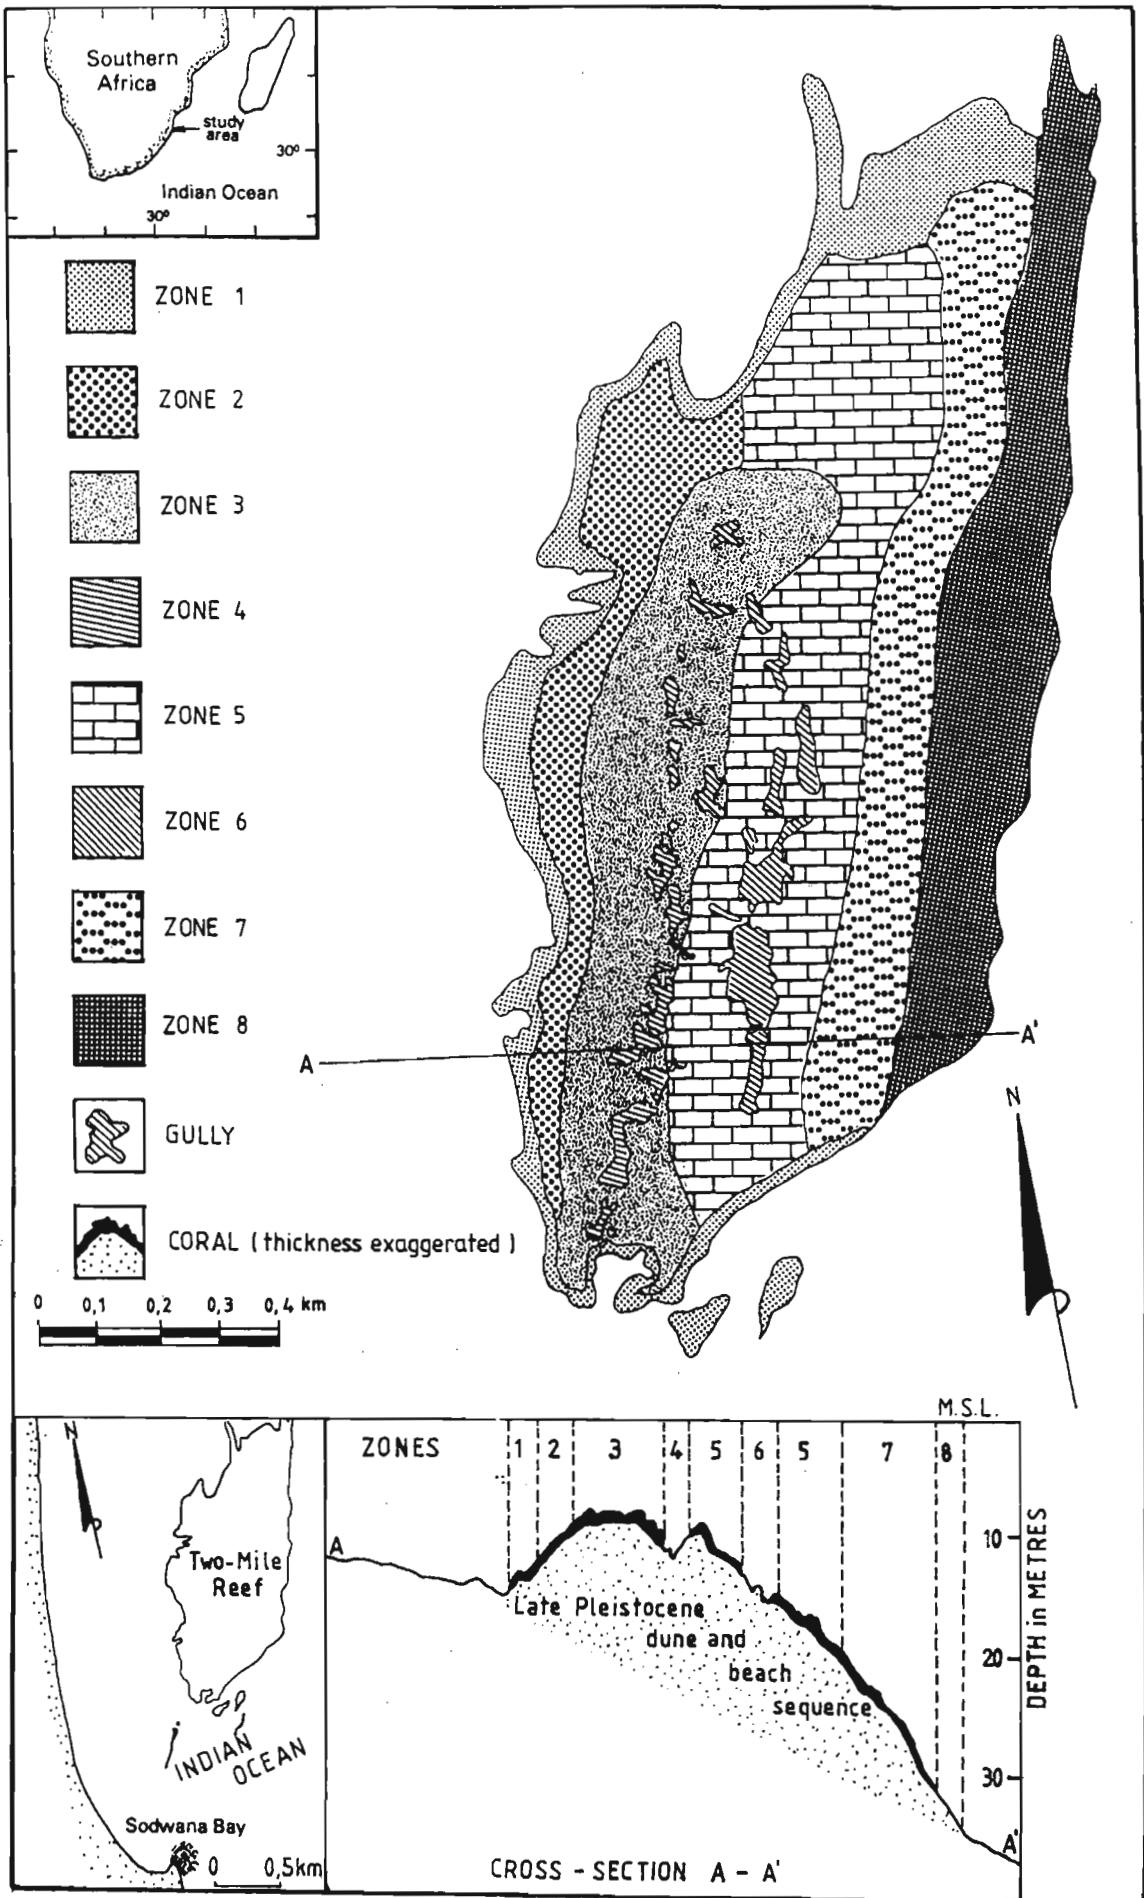 Southern
Africa
study
area
30°
Indian Ocean
30°
ZONE 1
ZONE 2
ZONE 3
ZONE 4
ZONE 5
ZONE 6
ZONE 7
ZONE 8
GULLY
CORAL (thickness exaggerated)
0 0,1 0,2 0,3 0,4 km
A
A'
N
N
Two-Mile
Reef
INDIAN
OCEAN
Sodwana Bay
0 0,5km
M.S.L.
ZONES 1 2 3 4 5 6 5 7 8
A
10
20
30
DEPTH in METRES
Late Pleistocene
dune and
beach
sequence
A'
CROSS - SECTION A - A'